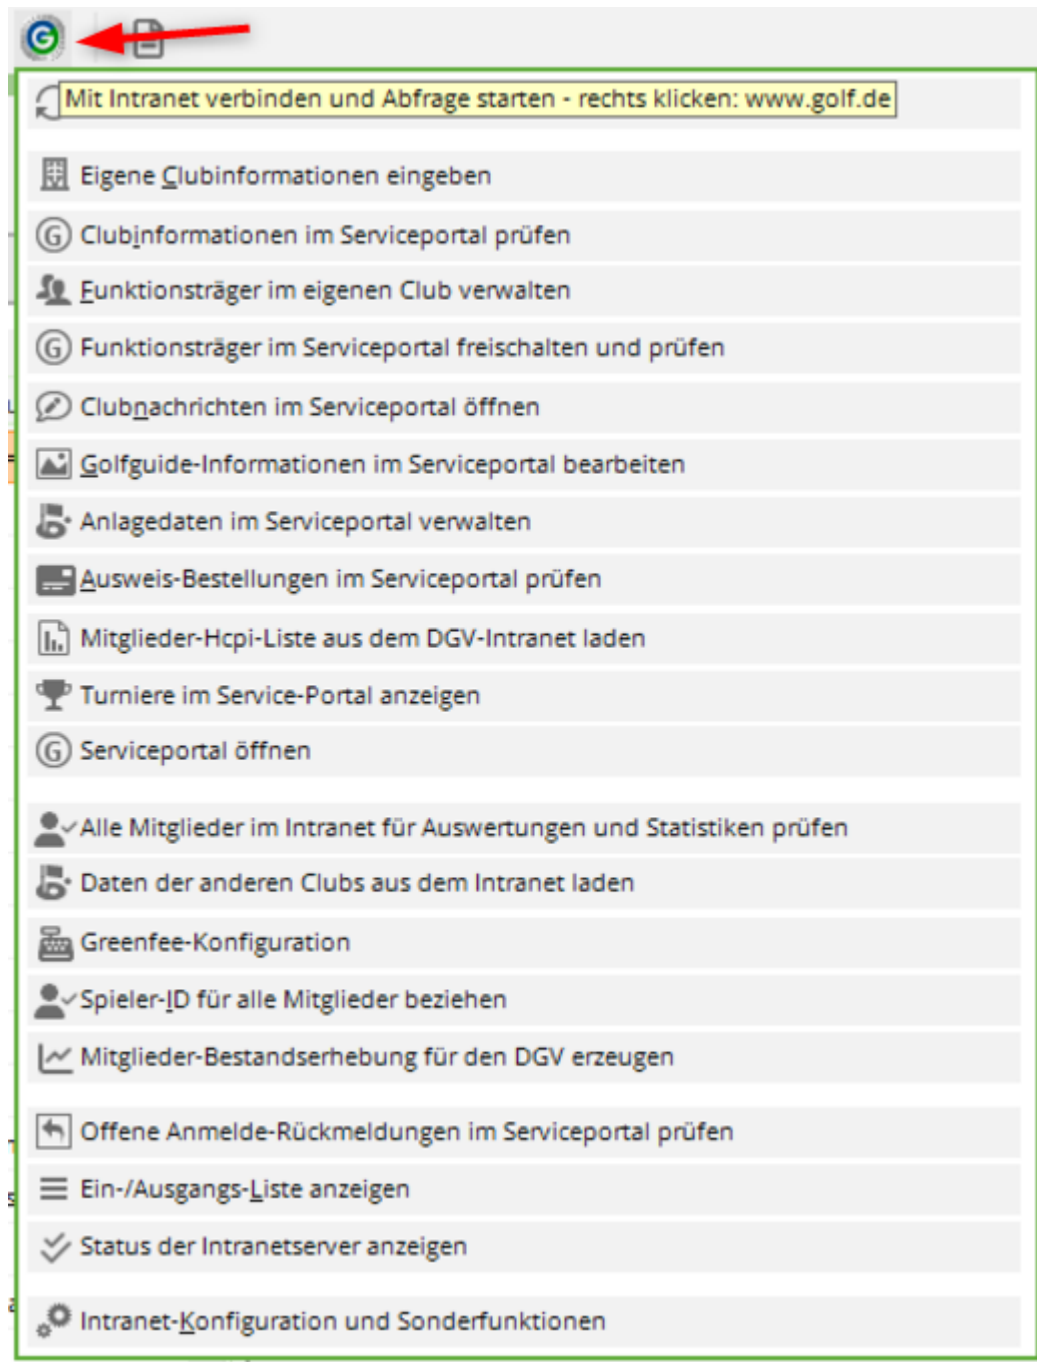 G
Mit Intranet verbinden und Abfrage starten - rechts klicken: www.golf.de
Eigene Clubinformationen eingeben
G Clubinformationen im Serviceportal prüfen
Funktionsträger im eigenen Club verwalten
G Funktionsträger im Serviceportal freischalten und prüfen
Clubnachrichten im Serviceportal öffnen
Golfguide-Informationen im Serviceportal bearbeiten
Anlagedaten im Serviceportal verwalten
Ausweis-Bestellungen im Serviceportal prüfen
Mitglieder-Hcpi-Liste aus dem DGV-Intranet laden
Turniere im Service-Portal anzeigen
G Serviceportal öffnen
Alle Mitglieder im Intranet für Auswertungen und Statistiken prüfen
Daten der anderen Clubs aus dem Intranet laden
Greenfee-Konfiguration
Spieler-ID für alle Mitglieder beziehen
Mitglieder-Bestandserhebung für den DGV erzeugen
Offene Anmelde-Rückmeldungen im Serviceportal prüfen
Ein-/Ausgangs-Liste anzeigen
Status der Intranetserver anzeigen
Intranet-Konfiguration und Sonderfunktionen